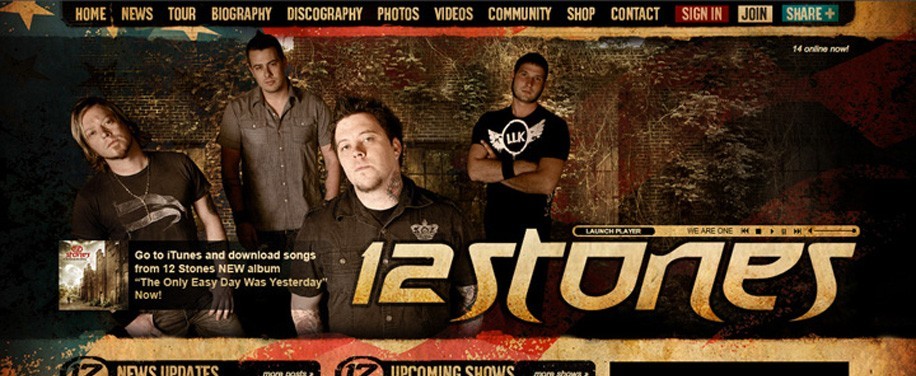 HOME NEWS TOUR BIOGRAPHY DISCOGRAPHY PHOTOS VIDEOS COMMUNITY SHOP CONTACT SIGN IN JOIN SHARE +
14 online now!
LLK
LAUNCH PLAYER WE ARE ONE
12 stones
Go to iTunes and download songs
from 12 Stones NEW album
“The Only Easy Day Was Yesterday”
Now!
12 NEWS UPDATES more posts »
12 UPCOMING SHOWS more shows »